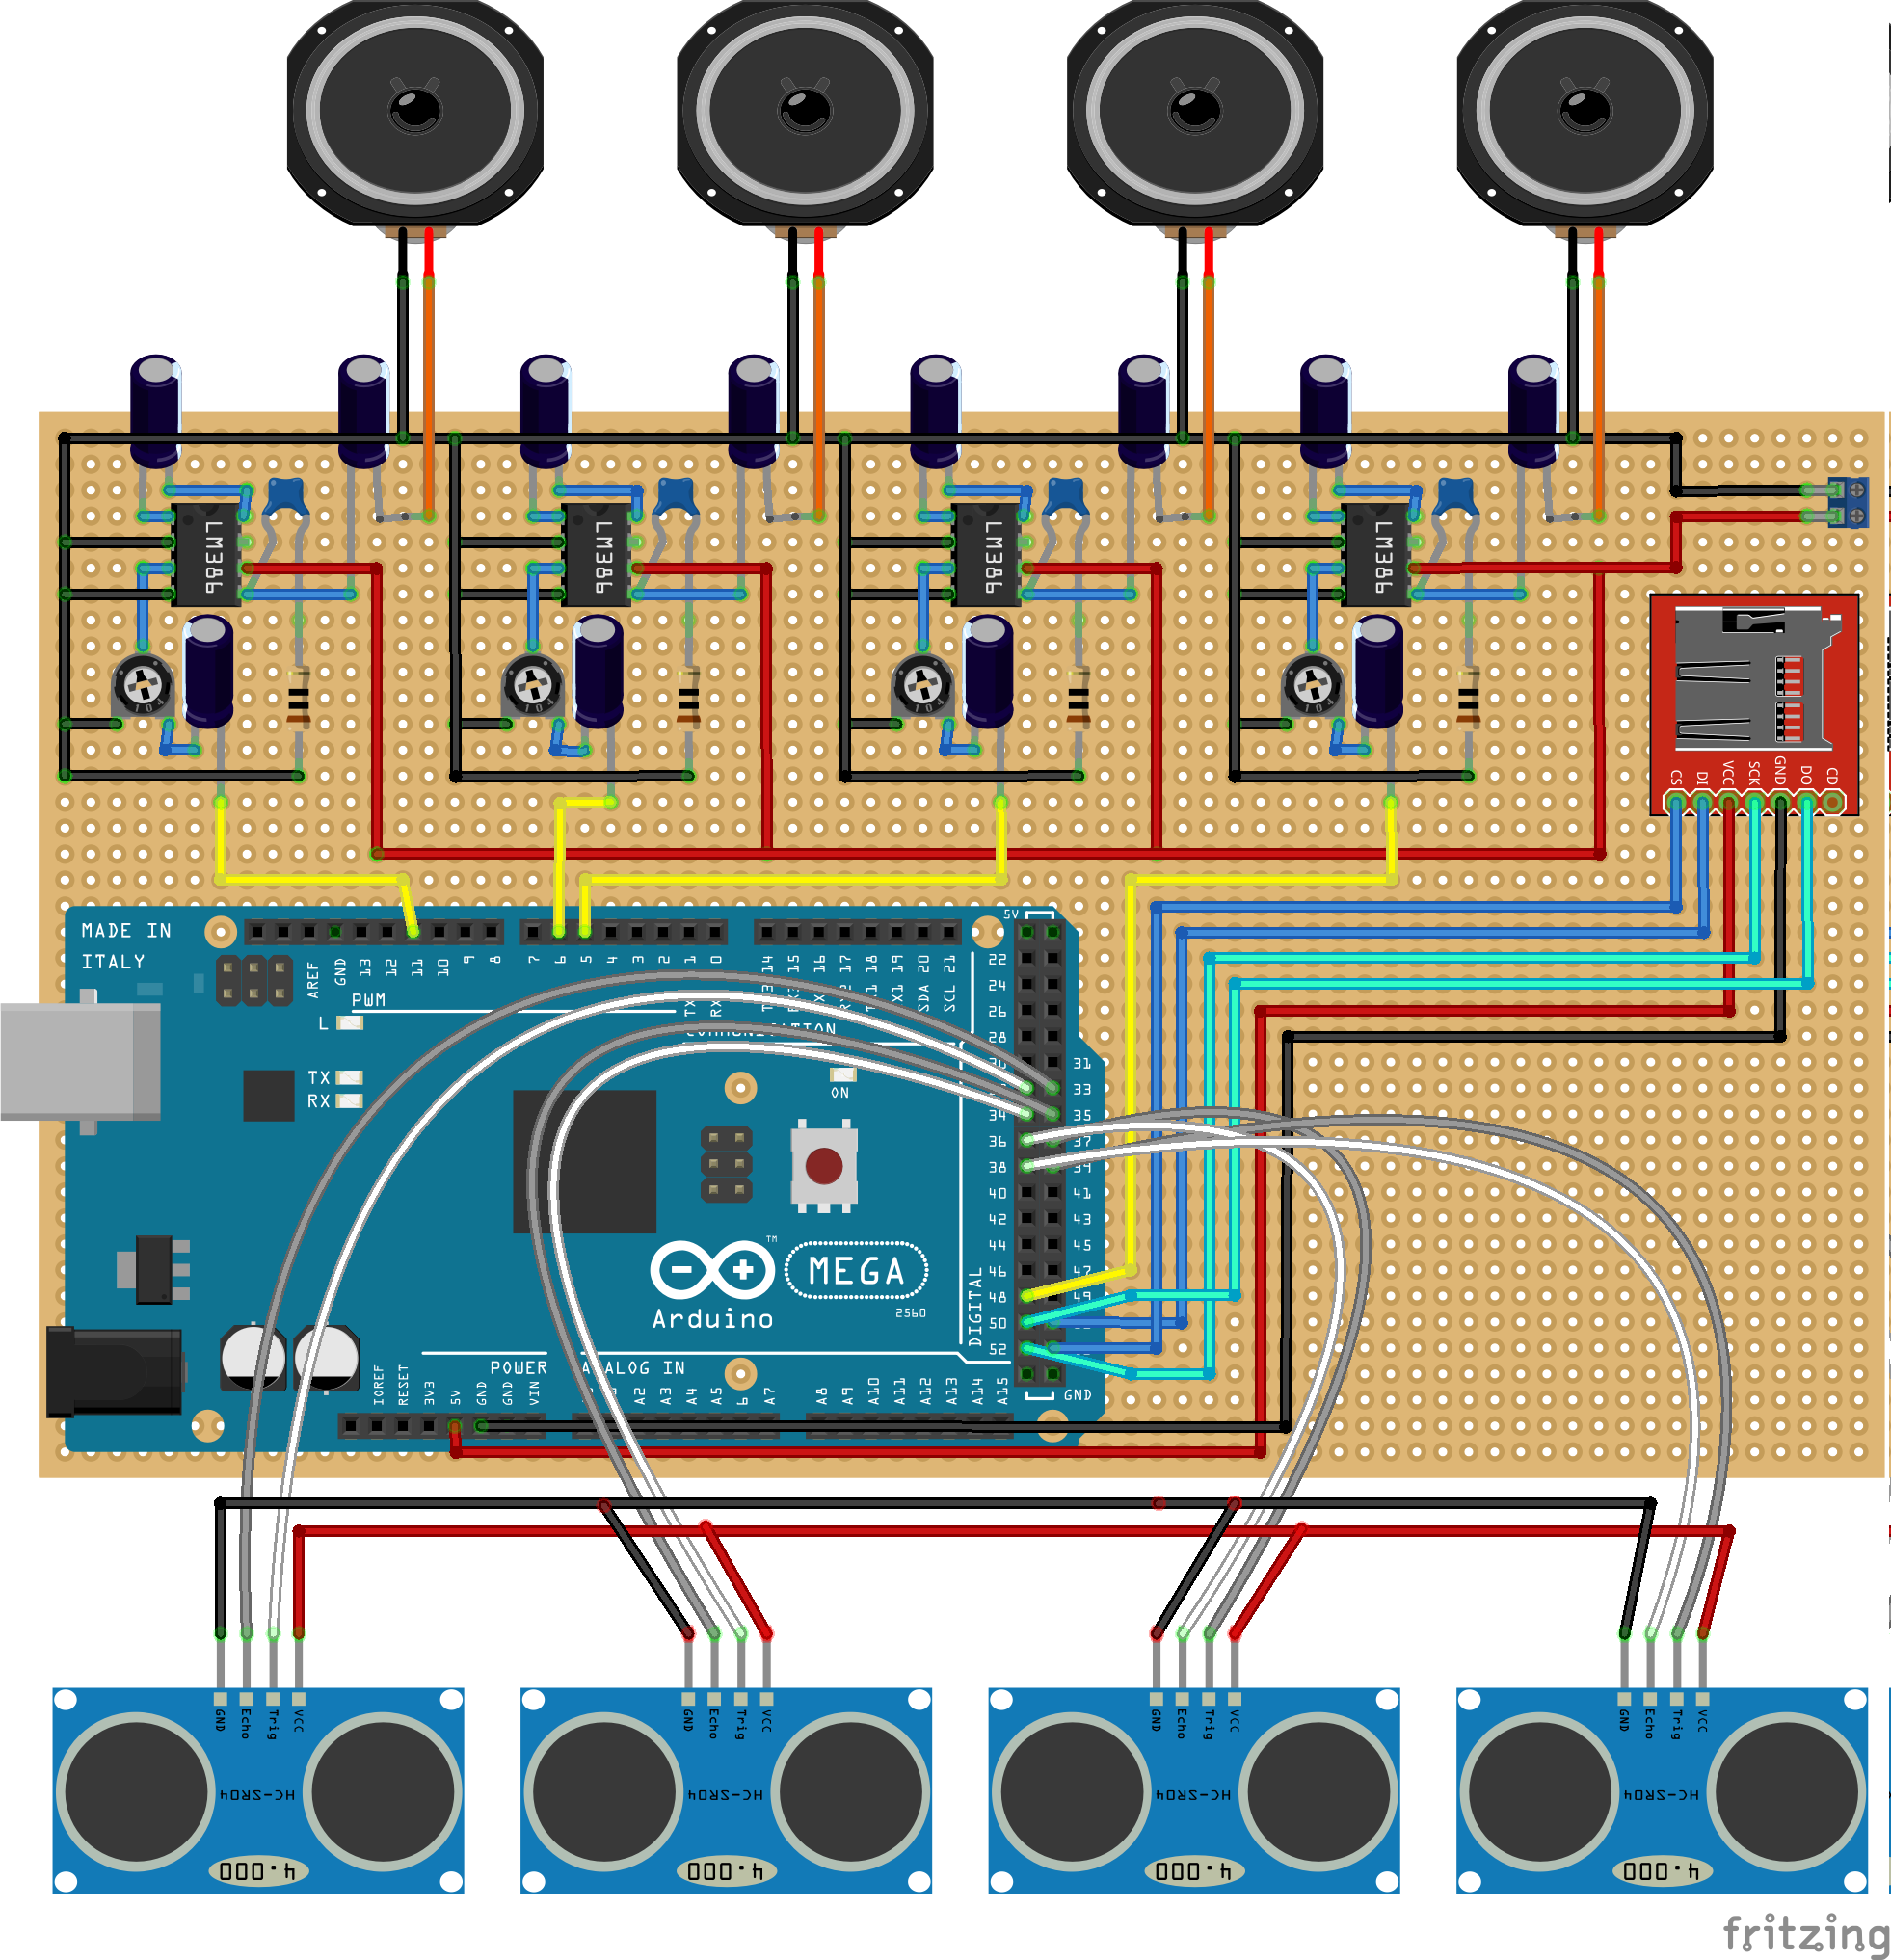 LM386
LM386
LM386
LM386
104
104
104
104
CS
DI
VCC
SCK
GND
DO
CD
MADE IN
ITALY
AREF
GND
13
12
11
10
9
8
7
6
5
4
3
2
1
0
14
15
16
17
18
19
SDA 20
SCL 21
5V
22
24
26
28
31
33
34
35
36
38
40
41
42
43
44
45
46
47
48
49
50
52
GND
PWM
L
TX
RX
ON
MEGA
TM
Arduino
2560
DIGITAL
POWER
ANALOG IN
IOREF
RESET
3V3
5V
GND
GND
VIN
A2
A3
A4
A5
A7
A8
A9
A10
A11
A12
A13
A14
A15
GND
Echo
Trig
VCC
HC-SR04
4.000
GND
Echo
Trig
VCC
HC-SR04
4.000
GND
Echo
Trig
VCC
HC-SR04
4.000
GND
Echo
Trig
VCC
HC-SR04
4.000
fritzing